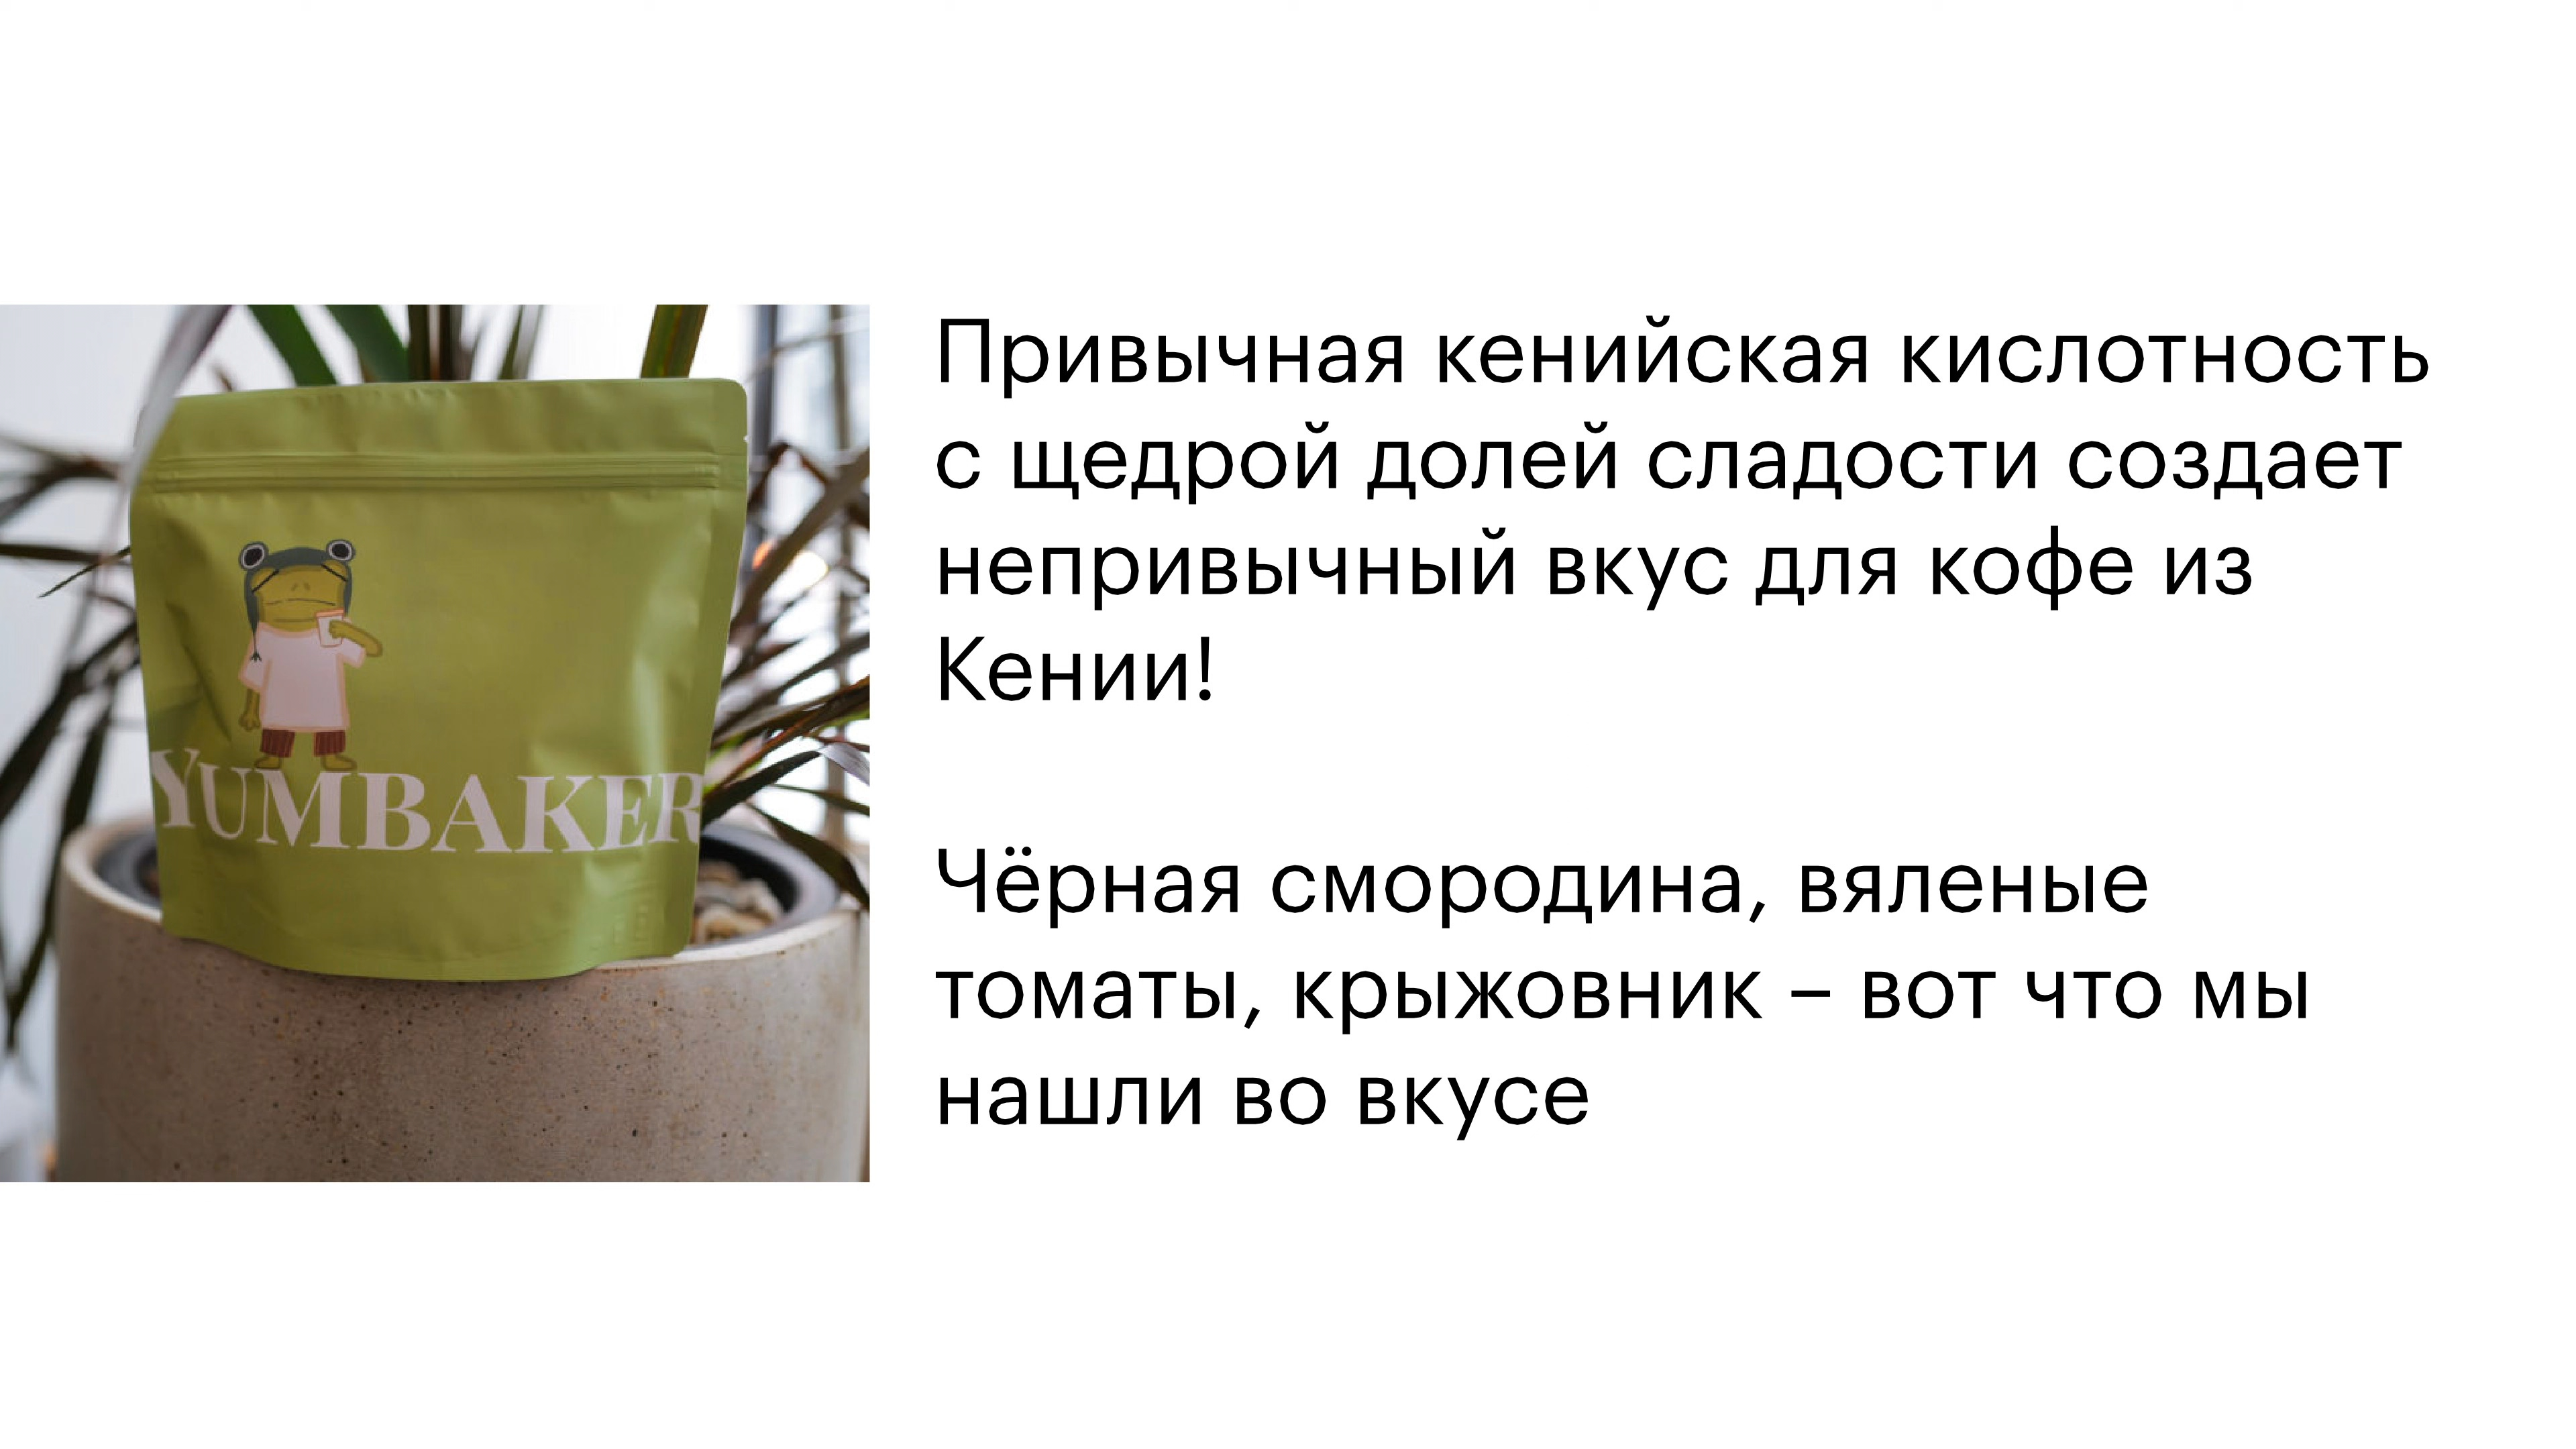 YUMBAKER
Привычная кенийская кислотность
с щедрой долей сладости создает
непривычный вкус для кофе из
Кении!
Чёрная смородина, вяленые
томаты, крыжовник – вот что мы
нашли во вкусе